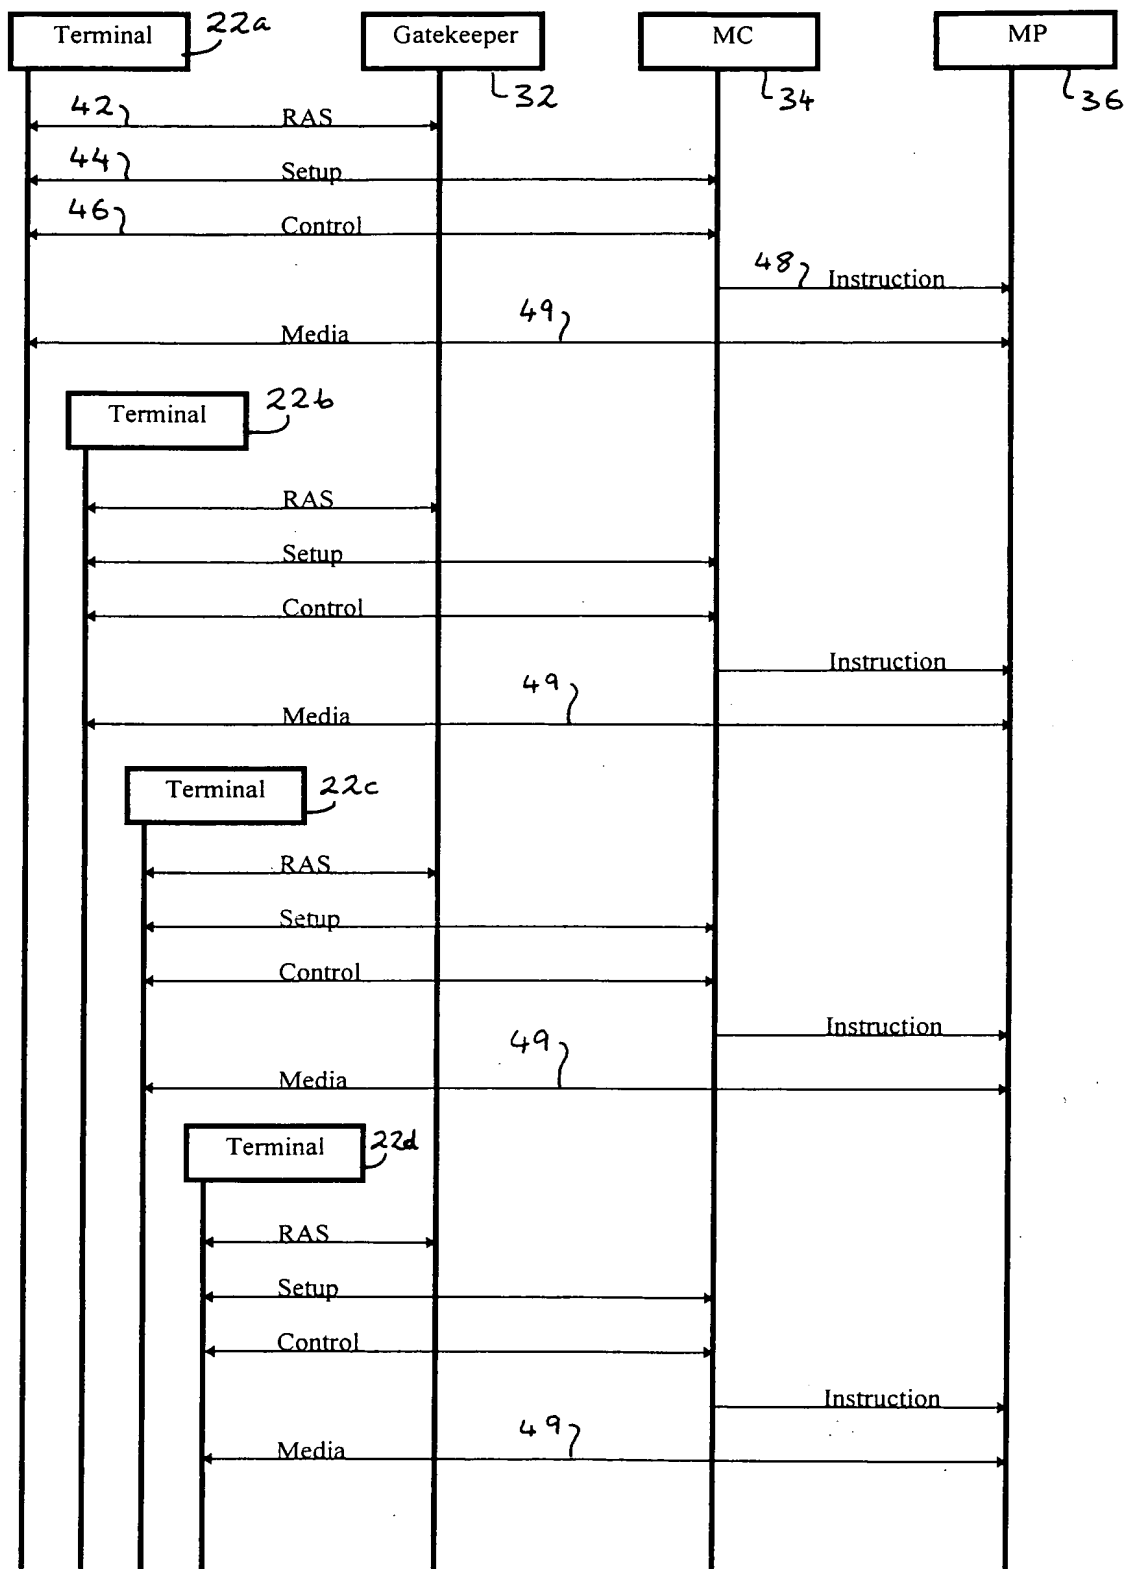 Terminal 22a Gatekeeper MC MP
32 34 36
42 RAS
44 Setup
46 Control
48 Instruction
49
Media
Terminal 22b
RAS
Setup
Control
Instruction
49
Media
Terminal 22c
RAS
Setup
Control
Instruction
49
Media
Terminal 22d
RAS
Setup
Control
Instruction
49
Media